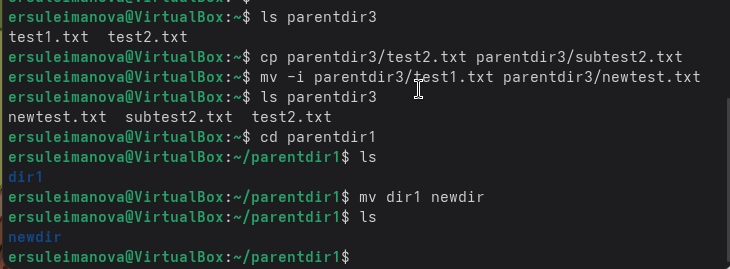 ersuleimanova@VirtualBox:~$ ls parentdir3
test1.txt  test2.txt
ersuleimanova@VirtualBox:~$ cp parentdir3/test2.txt parentdir3/subtest2.txt
ersuleimanova@VirtualBox:~$ mv -i parentdir3/test1.txt parentdir3/newtest.txt
ersuleimanova@VirtualBox:~$ ls parentdir3
newtest.txt  subtest2.txt  test2.txt
ersuleimanova@VirtualBox:~$ cd parentdir1
ersuleimanova@VirtualBox:~/parentdir1$ ls
dir1
ersuleimanova@VirtualBox:~/parentdir1$ mv dir1 newdir
ersuleimanova@VirtualBox:~/parentdir1$ ls
newdir
ersuleimanova@VirtualBox:~/parentdir1$